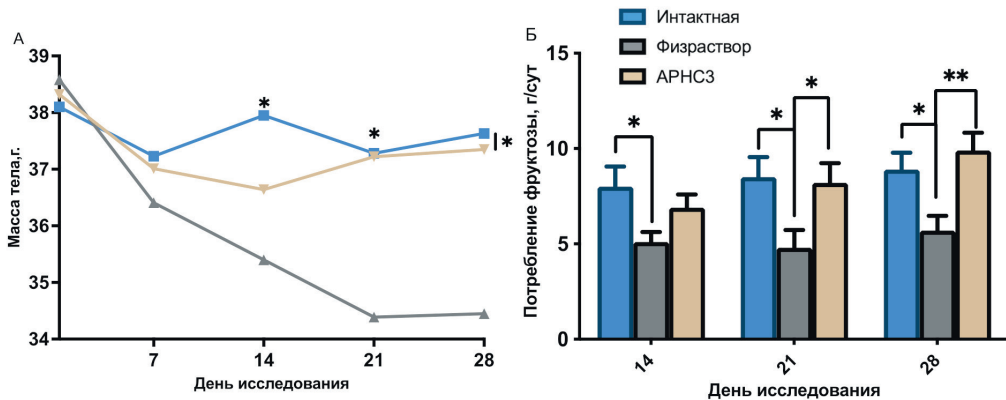 А
Масса тела,г.
39
38
37
36
35
34
*
*
*
7
14
21
28
День исследования
Б
Интактная
Физраствор
АРНС3
Потребление фруктозы, г/сут
15
10
5
0
*
*
*
*
**
14
21
28
День исследования